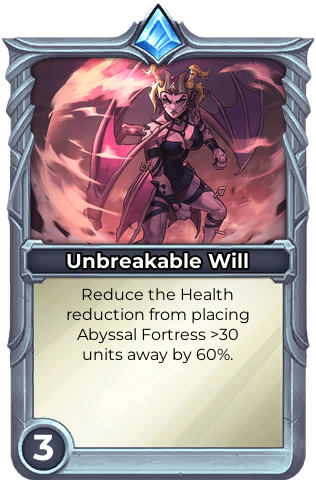 Unbreakable Will
Reduce the Health
reduction from placing
Abyssal Fortress >30
units away by 60%.
3